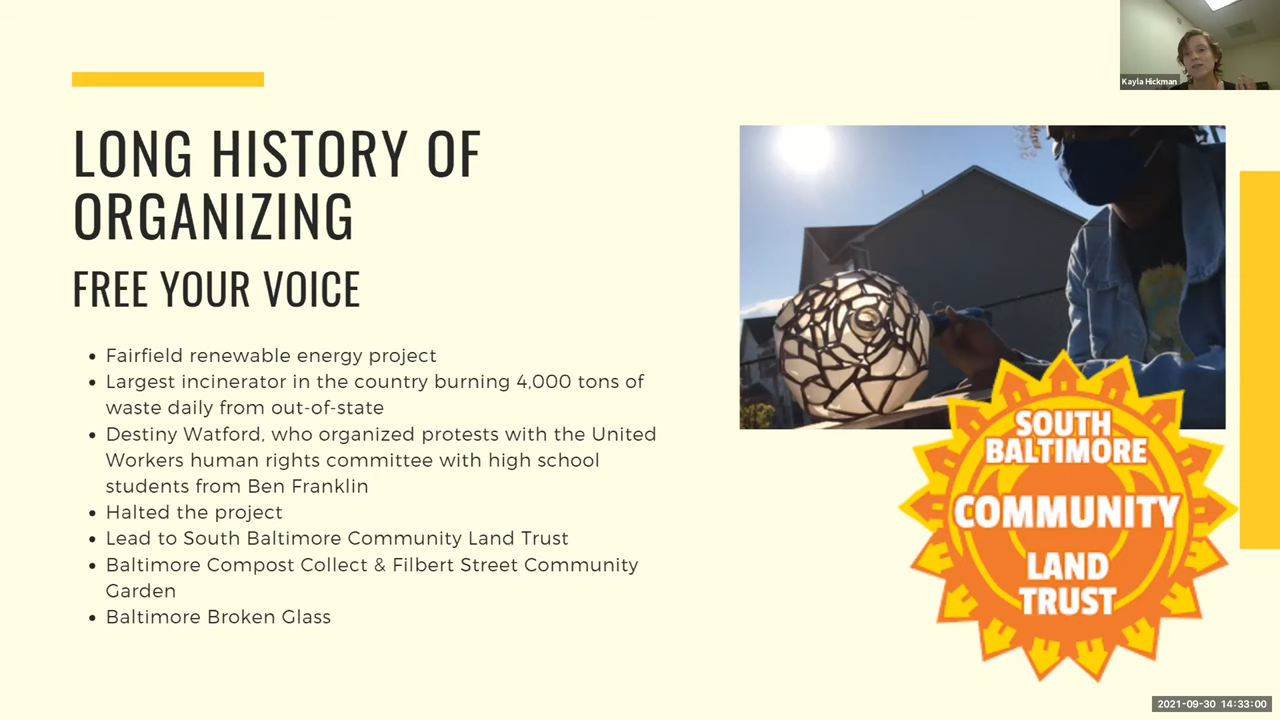 Kayla Hickman
LONG HISTORY OF
ORGANIZING
FREE YOUR VOICE
• Fairfield renewable energy project
• Largest incinerator in the country burning 4,000 tons of
waste daily from out-of-state
• Destiny Watford, who organized protests with the United
Workers human rights committee with high school
students from Ben Franklin
• Halted the project
• Lead to South Baltimore Community Land Trust
• Baltimore Compost Collect & Filbert Street Community
Garden
• Baltimore Broken Glass
SOUTH
BALTIMORE
COMMUNITY
LAND
TRUST
2021-09-30 14:33:00